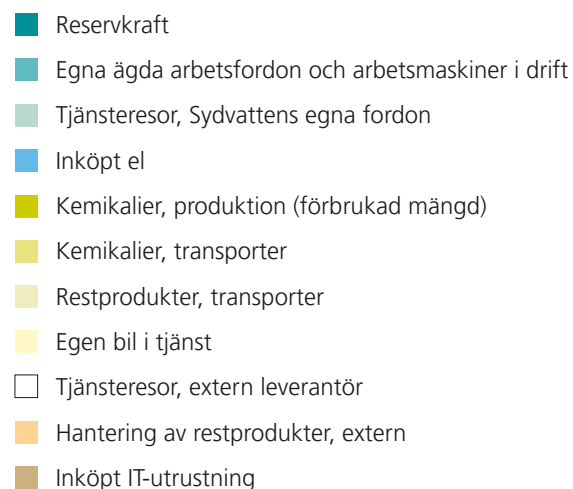 Reservkraft
Egna ägda arbetsfordon och arbetsmaskiner i drift
Tjänsteresor, Sydvattens egna fordon
Inköpt el
Kemikalier, produktion (förbrukad mängd)
Kemikalier, transporter
Restprodukter, transporter
Egen bil i tjänst
Tjänsteresor, extern leverantör
Hantering av restprodukter, extern
Inköpt IT-utrustning